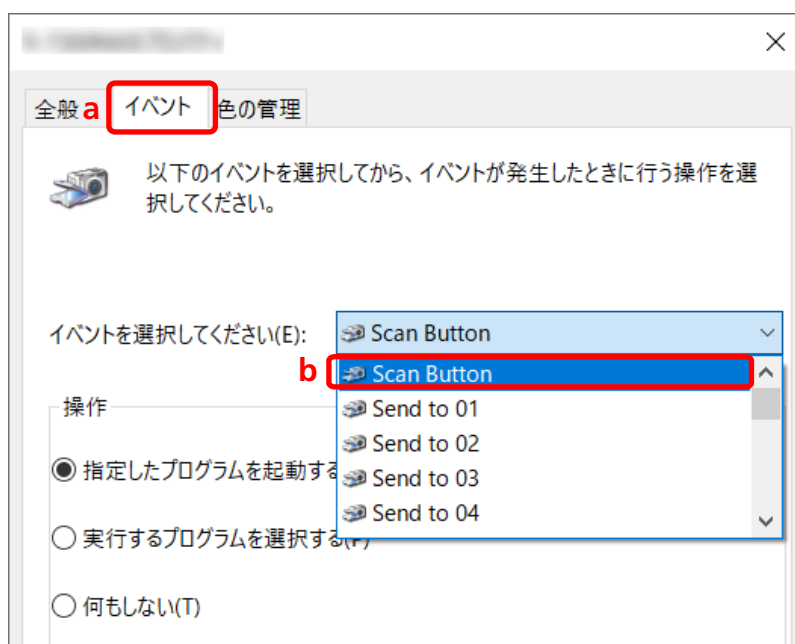 全般 a イベント 色の管理
以下のイベントを選択してから、イベントが発生したときに行う操作を選
択してください。
イベントを選択してください(E): Scan Button
b Scan Button
Send to 01
Send to 02
Send to 03
Send to 04
操作
指定したプログラムを起動する
実行するプログラムを選択する(P)
何もしない(T)